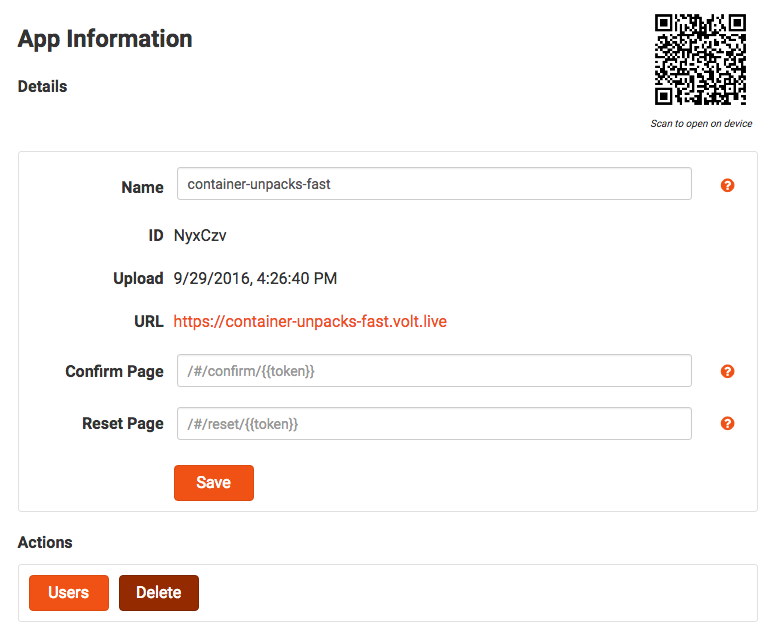 App Information
Details
Scan to open on device
Name container-unpacks-fast
ID NyxCzv
Upload 9/29/2016, 4:26:40 PM
URL https://container-unpacks-fast.volt.live
Confirm Page /#/confirm/{{token}}
Reset Page /#/reset/{{token}}
Save
Actions
Users Delete